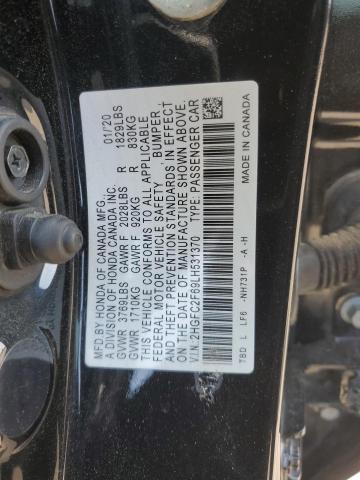 MFD BY HONDA OF CANADA MFG. 01/20
A DIVISION OF HONDA CANADA INC.
GVWR 3769LBS GAWR F 2028LBS R 1829LBS
GVWR 1710KG GAWR F 920KG R 830KG
THIS VEHICLE CONFORMS TO ALL APPLICABLE
FEDERAL MOTOR VEHICLE SAFETY BUMPER,
AND THEFT PREVENTION STANDARDS IN EFFECT
ON THE DATE OF MANUFACTURE SHOWN ABOVE.
V.I.N. 2HGFC2F69LH531370 TYPE: PASSENGER CAR
TBD L LF6 -NH731P -A -H
MADE IN CANADA